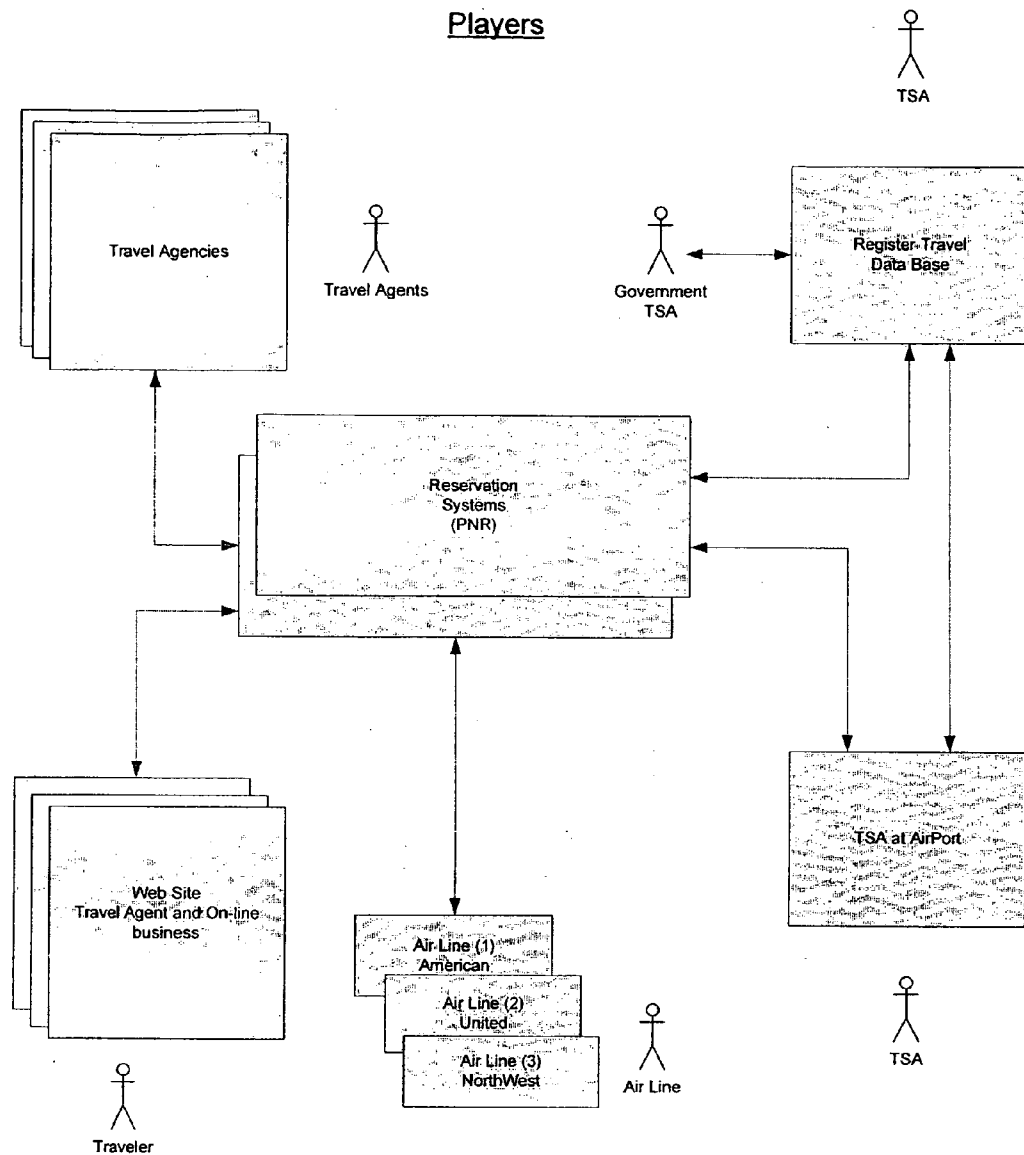 Players
TSA
Travel Agencies
Travel Agents
Government
TSA
Register Travel
Data Base
Reservation
Systems
(PNR)
Web Site
Travel Agent and On-line
business
Air Line (1)
American
Air Line (2)
United
Air Line (3)
NorthWest
Air Line
TSA at AirPort
TSA
Traveler